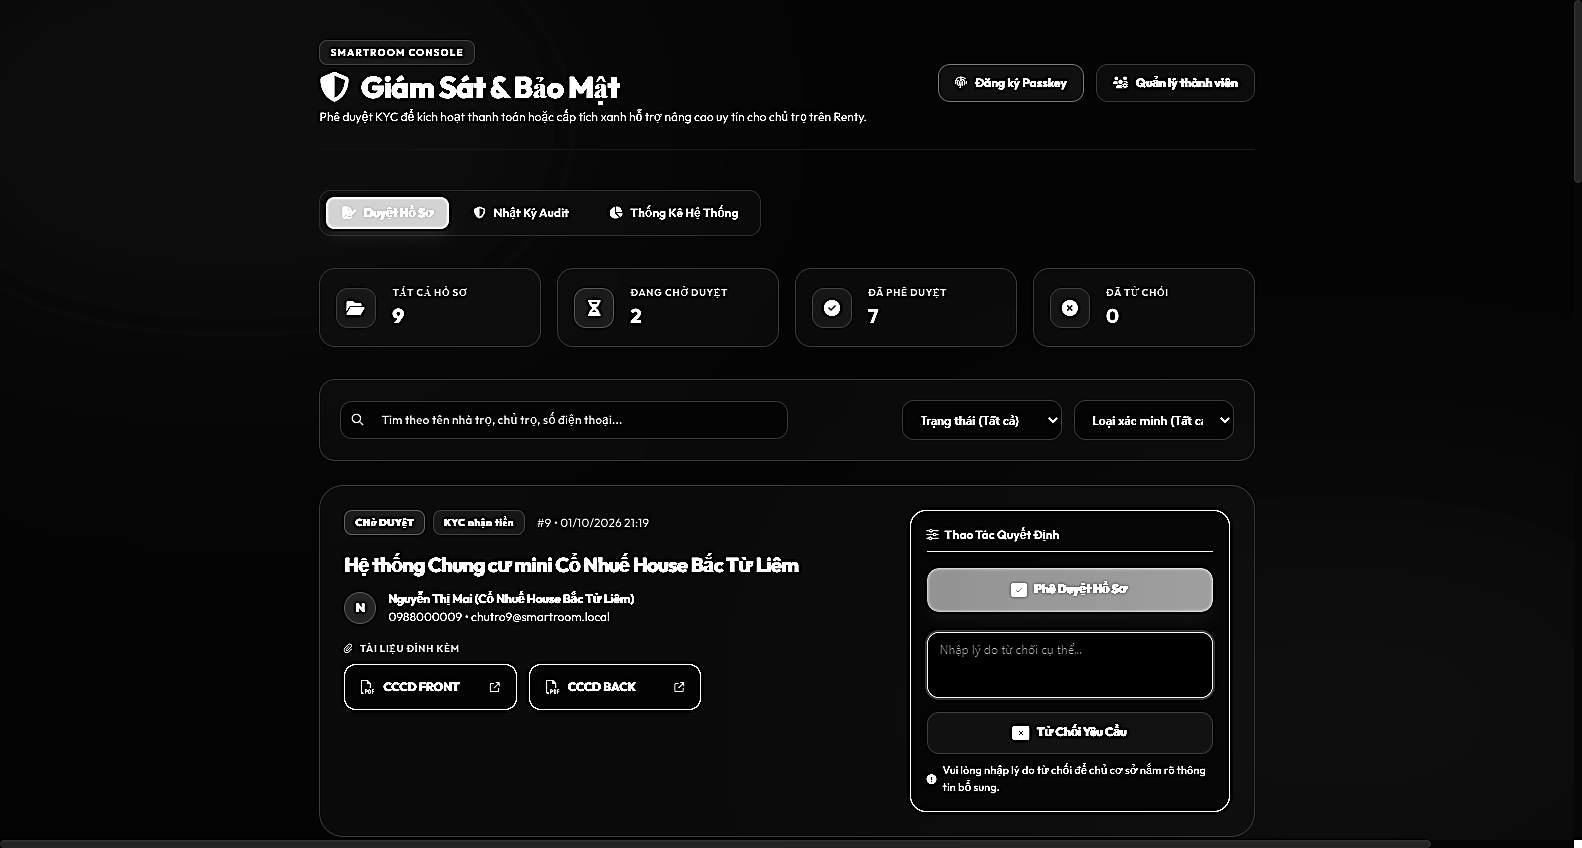 SMARTROOM CONSOLE
Giám Sát & Bảo Mật
Phê duyệt KYC để kích hoạt thanh toán hoặc cấp tích xanh hỗ trợ nâng cao uy tín cho chủ trọ trên Renty.
Đăng ký Passkey
Quản lý thành viên
Duyệt Hồ Sơ
Nhật Ký Audit
Thống Kê Hệ Thống
TẤT CẢ HỒ SƠ
9
ĐANG CHỜ DUYỆT
2
ĐÃ PHÊ DUYỆT
7
ĐÃ TỪ CHỐI
0
Tìm theo tên nhà trọ, chủ trọ, số điện thoại...
Trạng thái (Tất cả)
Loại xác minh (Tất cả
CHờ DUYỆT
KYC nhận tiền
#9 • 01/10/2026 21:19
Hệ thống Chung cư mini Cổ Nhuế House Bắc Từ Liêm
N
Nguyễn Thị Mai (Cổ Nhuế House Bắc Từ Liêm)
0988000009 • chutro9@smartroom.local
TÀI LIỆU ĐÍNH KÈM
PDF CCCD FRONT
PDF CCCD BACK
Thao Tác Quyết Định
Phê Duyệt Hồ Sơ
Nhập lý do từ chối cụ thể...
Từ Chối Yêu Cầu
Vui lòng nhập lý do từ chối để chủ cơ sở nắm rõ thông
tin bổ sung.